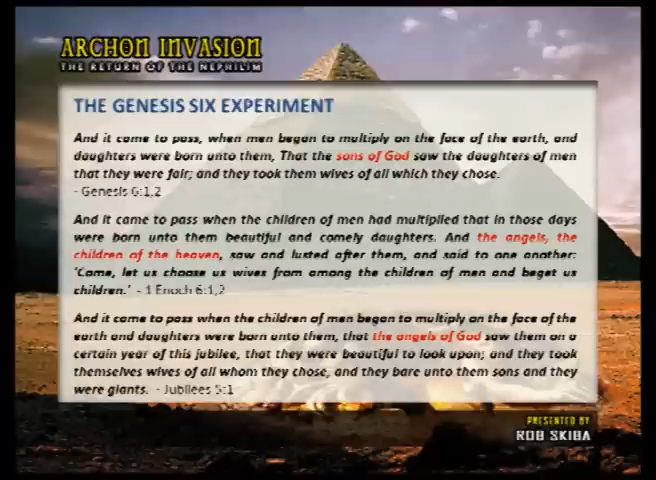 ARCHON INVASION
THE RETURN OF THE NEPHILIM
THE GENESIS SIX EXPERIMENT
And it came to pass, when men began to multiply on the face of the earth, and
daughters were born unto them, That the sons of God saw the daughters of men
that they were fair; and they took them wives of all which they chose.
- Genesis 6:1,2
And it came to pass when the children of men had multiplied that in those days
were born unto them beautiful and comely daughters. And the angels, the
children of the heaven, saw and lusted after them, and said to one another:
'Come, let us choose us wives from among the children of men and beget us
children.' - 1 Enoch 6:1,2
And it came to pass when the children of men began to multiply on the face of the
earth and daughters were born unto them, that the angels of God saw them on a
certain year of this jubilee, that they were beautiful to look upon; and they took
themselves wives of all whom they chose, and they bare unto them sons and they
were giants. - Jubilees 5:1
PRESENTED BY
ROB SKIBA